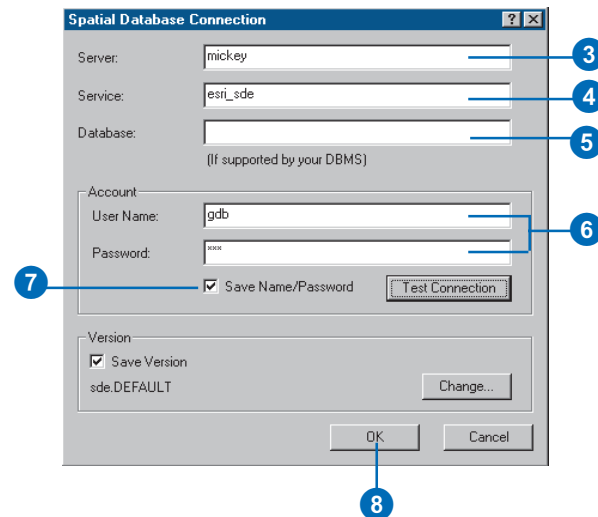 Spatial Database Connection
Server: mickey 3
Service: esri_sde 4
Database: 5
(If supported by your DBMS)
Account
User Name: gdb
6
Password: ***
7 Save Name/Password Test Connection
Version
Save Version
sde.DEFAULT Change...
OK Cancel
8